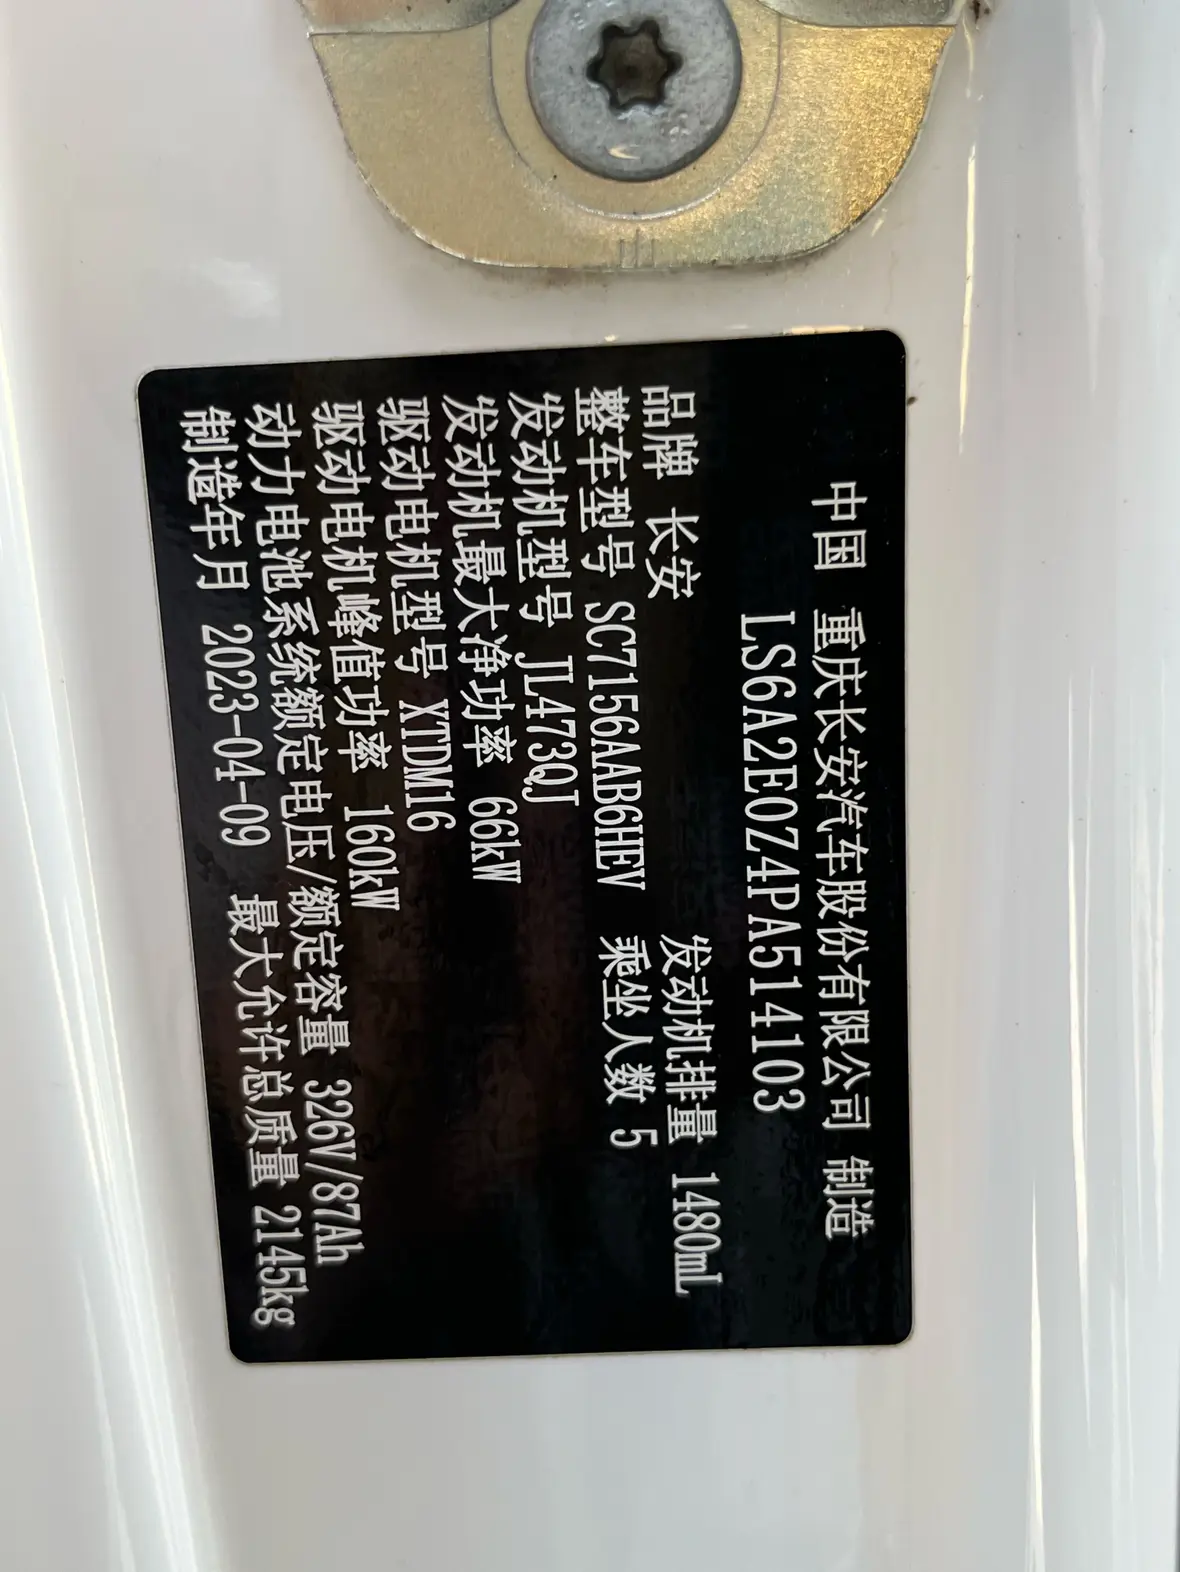 中国 重庆长安汽车股份有限公司 制造
LS6A2E0Z4PA514103
品牌 长安 发动机排量 1480mL
整车型号 SC7156AAB6HEV 乘坐人数 5
发动机型号 JL473QJ
发动机最大净功率 66kW
驱动电机型号 XTDM16
驱动电机峰值功率 160kW
动力电池系统额定电压/额定容量 326V/87Ah
制造年月 2023-04-09 最大允许总质量 2145kg